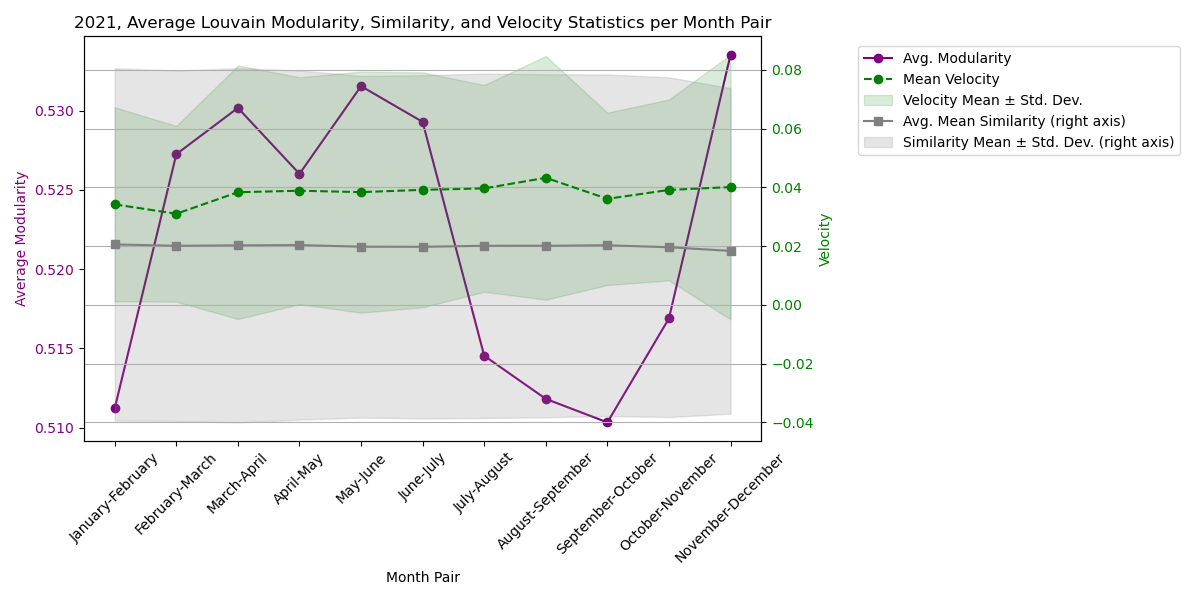 2021, Average Louvain Modularity, Similarity, and Velocity Statistics per Month Pair
Avg. Modularity
Mean Velocity
Velocity Mean ± Std. Dev.
Avg. Mean Similarity (right axis)
Similarity Mean ± Std. Dev. (right axis)
Average Modularity
0.530
0.525
0.520
0.515
0.510
0.08
0.06
0.04
0.02
0.00
−0.02
−0.04
Velocity
January-February
February-March
March-April
April-May
May-June
June-July
July-August
August-September
September-October
October-November
November-December
Month Pair